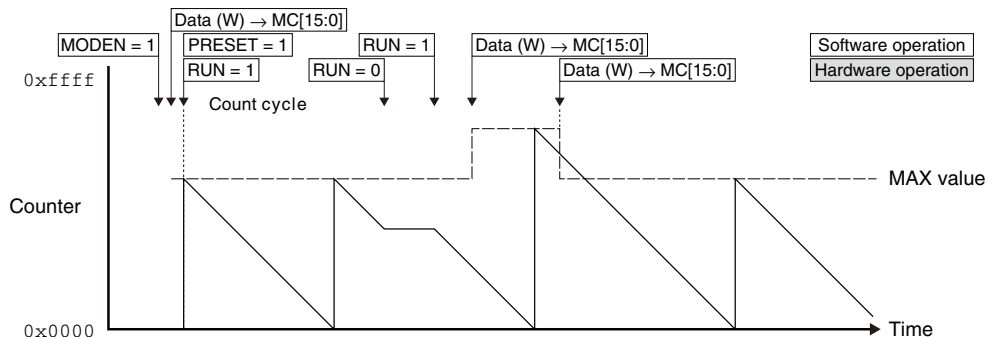 Data (W) → MC[15:0]
MODEN = 1
PRESET = 1
RUN = 1
Data (W) → MC[15:0]
Software operation
RUN = 1
RUN = 0
Data (W) → MC[15:0]
Hardware operation
0xffff
Count cycle
MAX value
Counter
0x0000
Time